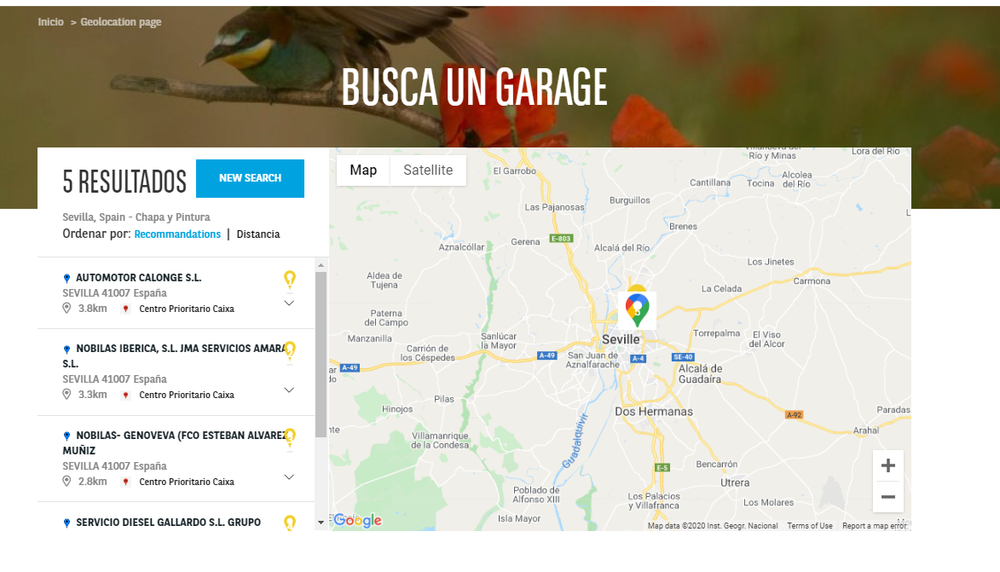 Inicio > Geolocation page
BUSCA UN GARAGE
5 RESULTADOS
NEW SEARCH
Sevilla, Spain - Chapa y Pintura
Ordenar por: Recommandations | Distancia
AUTOMOTOR CALONGE S.L.
SEVILLA 41007 España
3.8km Centro Prioritario Caixa
NOBILAS IBERICA, S.L. JMA SERVICIOS AMARA
S.L.
SEVILLA 41007 España
3.3km Centro Prioritario Caixa
NOBILAS- GENOVEVA (FCO ESTEBAN ALVAREZ
MUÑIZ
SEVILLA 41007 España
2.8km Centro Prioritario Caixa
SERVICIO DIESEL GALLARDO S.L. GRUPO
Map Satellite
Río y Minas
Lora del Río
El Garrobo
Cantillana
Tocina
Alcolea
del Río
Las Pajanosas
Burguillos
Brenes
E-803
Gerena
Aznalcóllar
Alcalá del Río
Los Jinetes
Carmona
La Celada
Aldea de
Tejuna
Paterna
del Campo
Manzanilla
Carrión de
los Céspedes
Sanlúcar
la Mayor
Seville
Torrepalma
El Viso
del Alcor
A-49
A-49
San Juan de
Aznalfarache
A-4
SE-40
Alcalá de
Guadaíra
Pilas
Hinojos
Dos Hermanas
A-92
Paradas
Arahal
Villamanrique
de la Condesa
Guadalquivir
E-5
Bencarrón
Utrera
Poblado de
Alfonso XIII
Los Palacios
y Villafranca
Los Molares
Isla Mayor
Google
Map data ©2020 Inst. Geogr. Nacional Terms of Use Report a map error